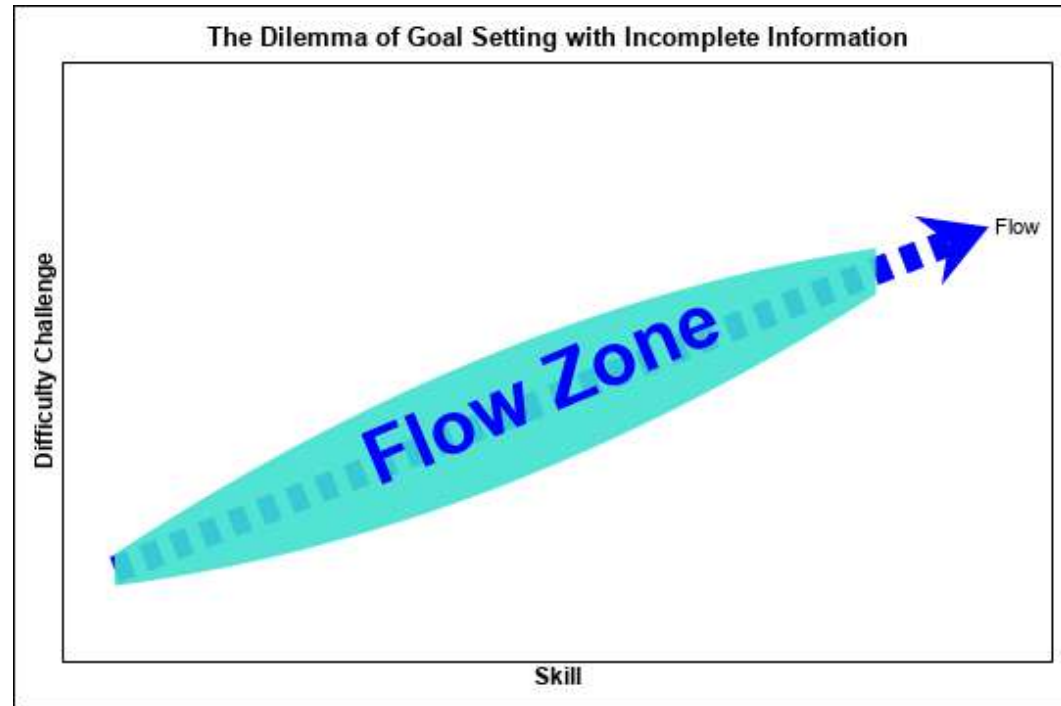 The Dilemma of Goal Setting with Incomplete Information
Flow
Flow Zone
Difficulty Challenge
Skill